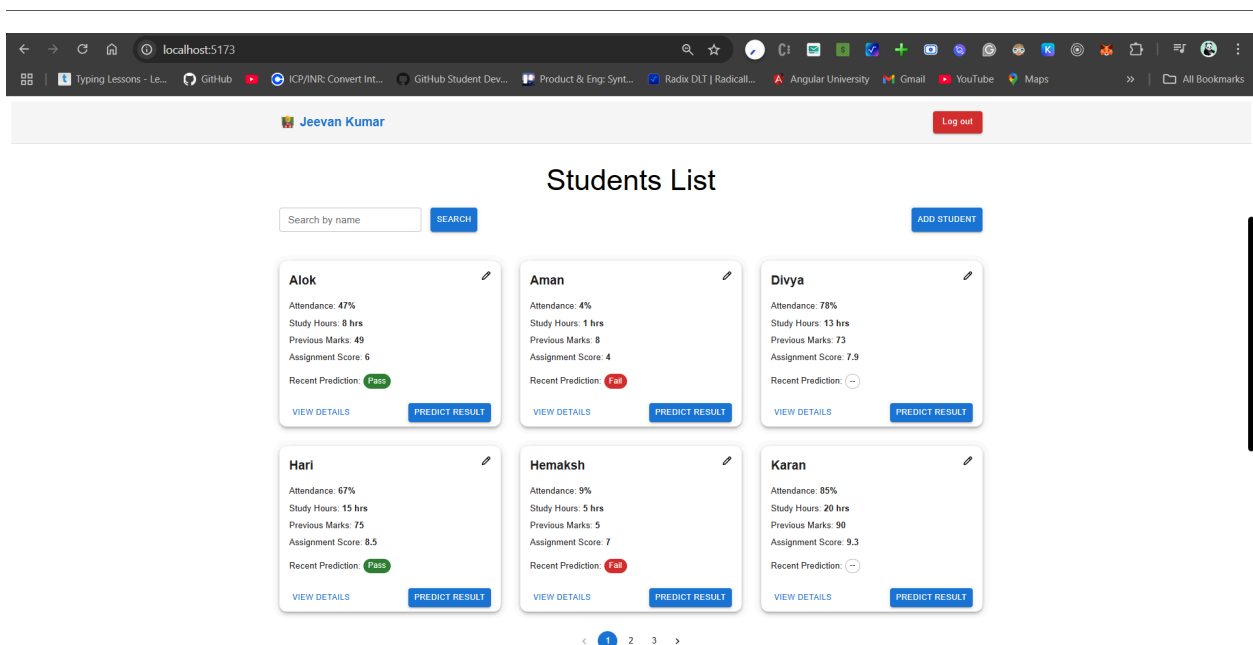 localhost:5173
Typing Lessons - Le... GitHub ICP/INR: Convert Int... GitHub Student Dev... Product & Eng: Synt... Radix DLT | Radicall... Angular University Gmail YouTube Maps » All Bookmarks
Jeevan Kumar Log out
Students List
Search by name SEARCH ADD STUDENT
Alok Aman Divya
Attendance: 47% Attendance: 4% Attendance: 78%
Study Hours: 8 hrs Study Hours: 1 hrs Study Hours: 13 hrs
Previous Marks: 49 Previous Marks: 8 Previous Marks: 73
Assignment Score: 6 Assignment Score: 4 Assignment Score: 7.9
Recent Prediction: Pass Recent Prediction: Fail Recent Prediction: --
VIEW DETAILS PREDICT RESULT VIEW DETAILS PREDICT RESULT VIEW DETAILS PREDICT RESULT
Hari Hemaksh Karan
Attendance: 67% Attendance: 9% Attendance: 85%
Study Hours: 15 hrs Study Hours: 5 hrs Study Hours: 20 hrs
Previous Marks: 75 Previous Marks: 5 Previous Marks: 90
Assignment Score: 8.5 Assignment Score: 7 Assignment Score: 9.3
Recent Prediction: Pass Recent Prediction: Fail Recent Prediction: --
VIEW DETAILS PREDICT RESULT VIEW DETAILS PREDICT RESULT VIEW DETAILS PREDICT RESULT
‹ 1 2 3 ›